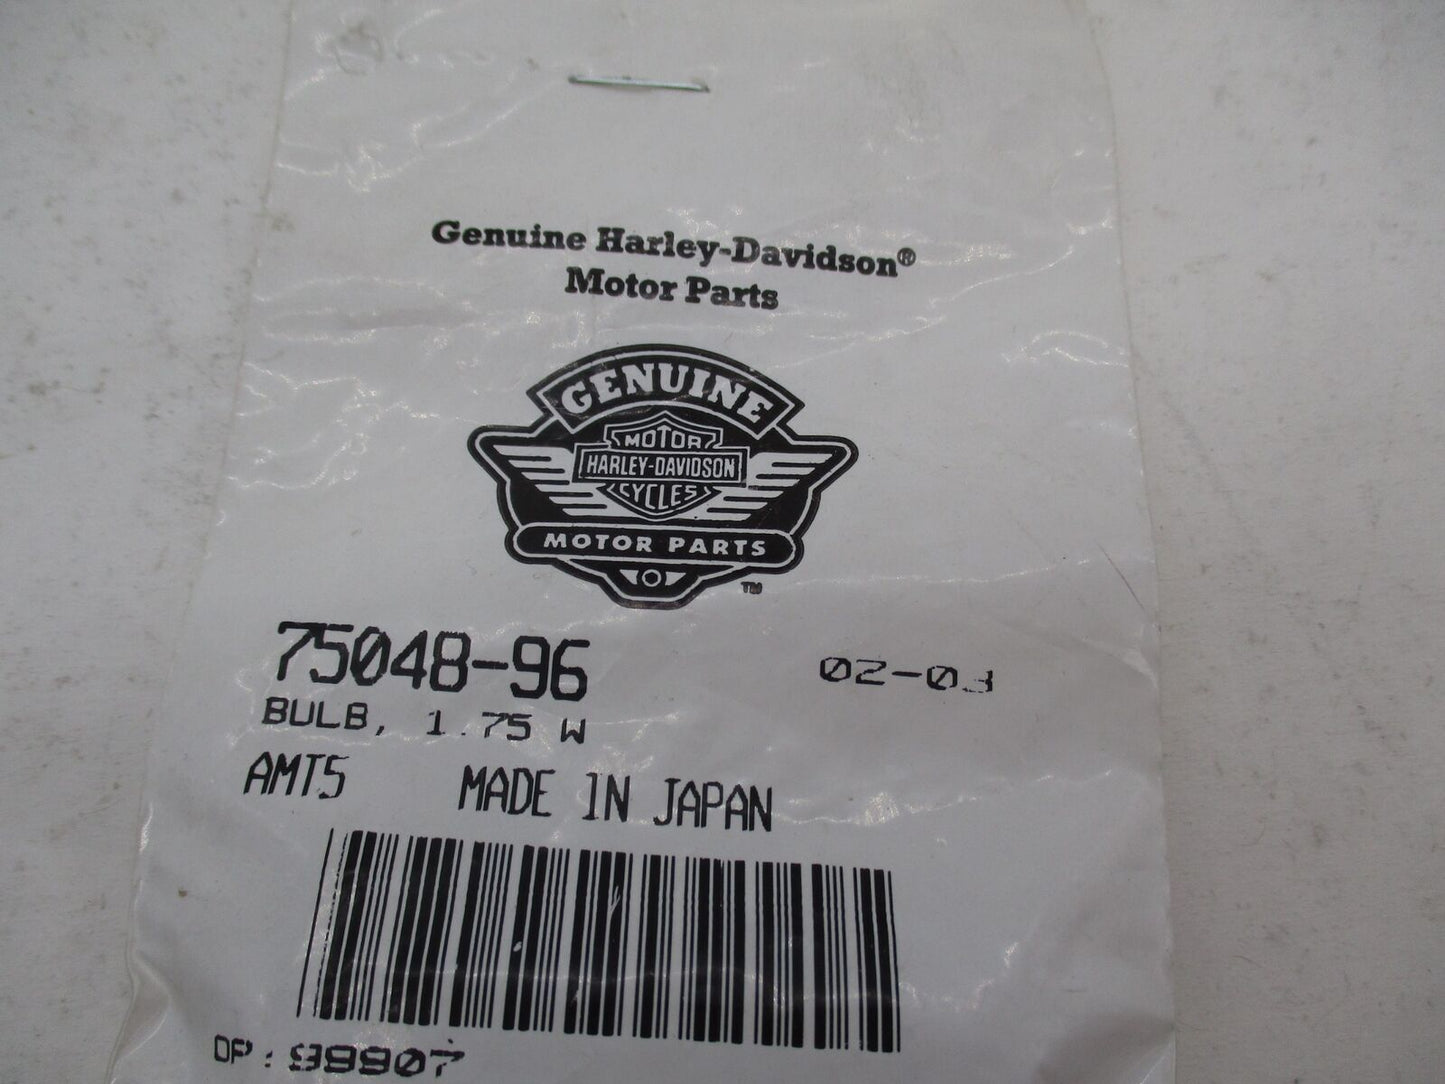 Genuine Harley-Davidson®
Motor Parts
GENUINE
MOTOR
HARLEY-DAVIDSON
CYCLES
MOTOR PARTS
TM
75048-96 02-03
BULB, 1.75 W
AMT5 MADE IN JAPAN
OP: 99907